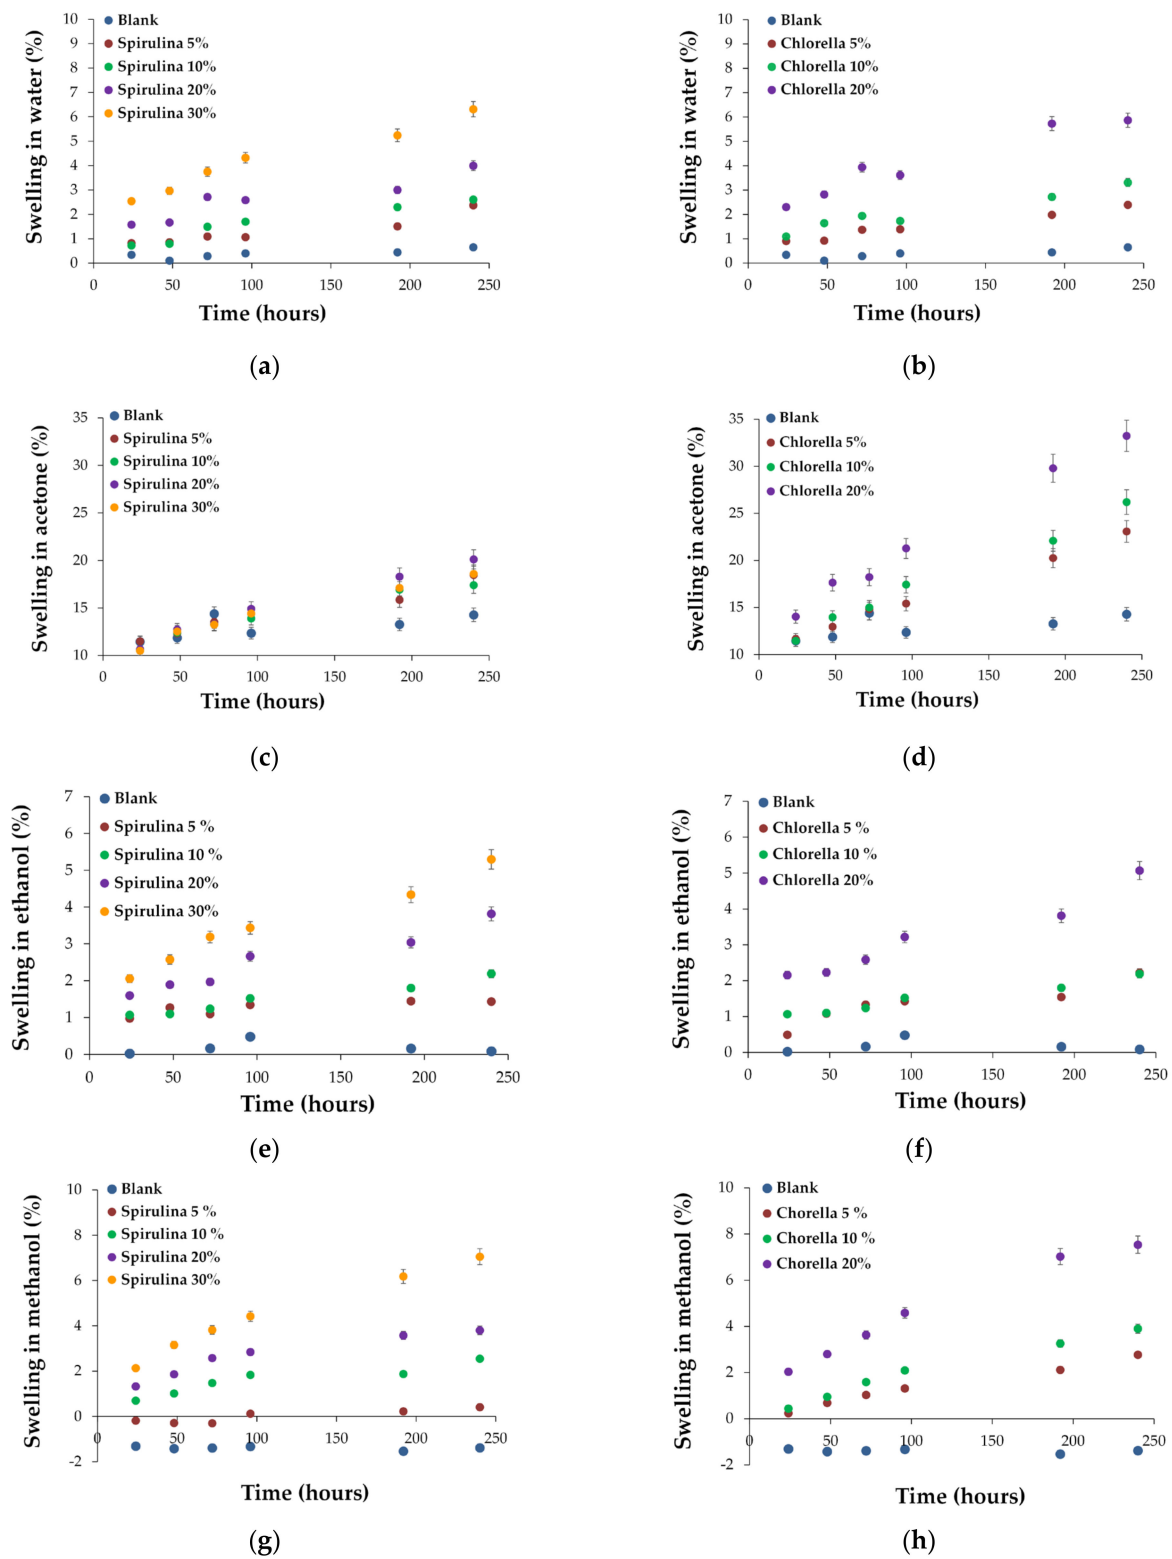 Swelling in water (%)
10
9
8
7
6
5
4
3
2
1
0
Blank
Spirulina 5%
Spirulina 10%
Spirulina 20%
Spirulina 30%
0 50 100 150 200 250
Time (hours)
(a)
Swelling in water (%)
10
9
8
7
6
5
4
3
2
1
0
Blank
Chlorella 5%
Chlorella 10%
Chlorella 20%
0 50 100 150 200 250
Time (hours)
(b)
Swelling in acetone (%)
35
30
25
20
15
10
Blank
Spirulina 5%
Spirulina 10%
Spirulina 20%
Spirulina 30%
0 50 100 150 200 250
Time (hours)
(c)
Swelling in acetone (%)
35
30
25
20
15
10
Blank
Chlorella 5%
Chlorella 10%
Chlorella 20%
0 50 100 150 200 250
Time (hours)
(d)
Swelling in ethanol (%)
7
6
5
4
3
2
1
0
Blank
Spirulina 5 %
Spirulina 10 %
Spirulina 20%
Spirulina 30%
0 50 100 150 200 250
Time (hours)
(e)
Swelling in ethanol (%)
7
6
5
4
3
2
1
0
Blank
Chlorella 5 %
Chlorella 10 %
Chlorella 20%
0 50 100 150 200 250
Time (hours)
(f)
Swelling in methanol (%)
10
8
6
4
2
0
-2
Blank
Spirulina 5 %
Spirulina 10 %
Spirulina 20%
Spirulina 30%
0 50 100 150 200 250
Time (hours)
(g)
Swelling in methanol (%)
10
8
6
4
2
0
-2
Blank
Chorella 5 %
Chorella 10 %
Chorella 20%
0 50 100 150 200 250
Time (hours)
(h)